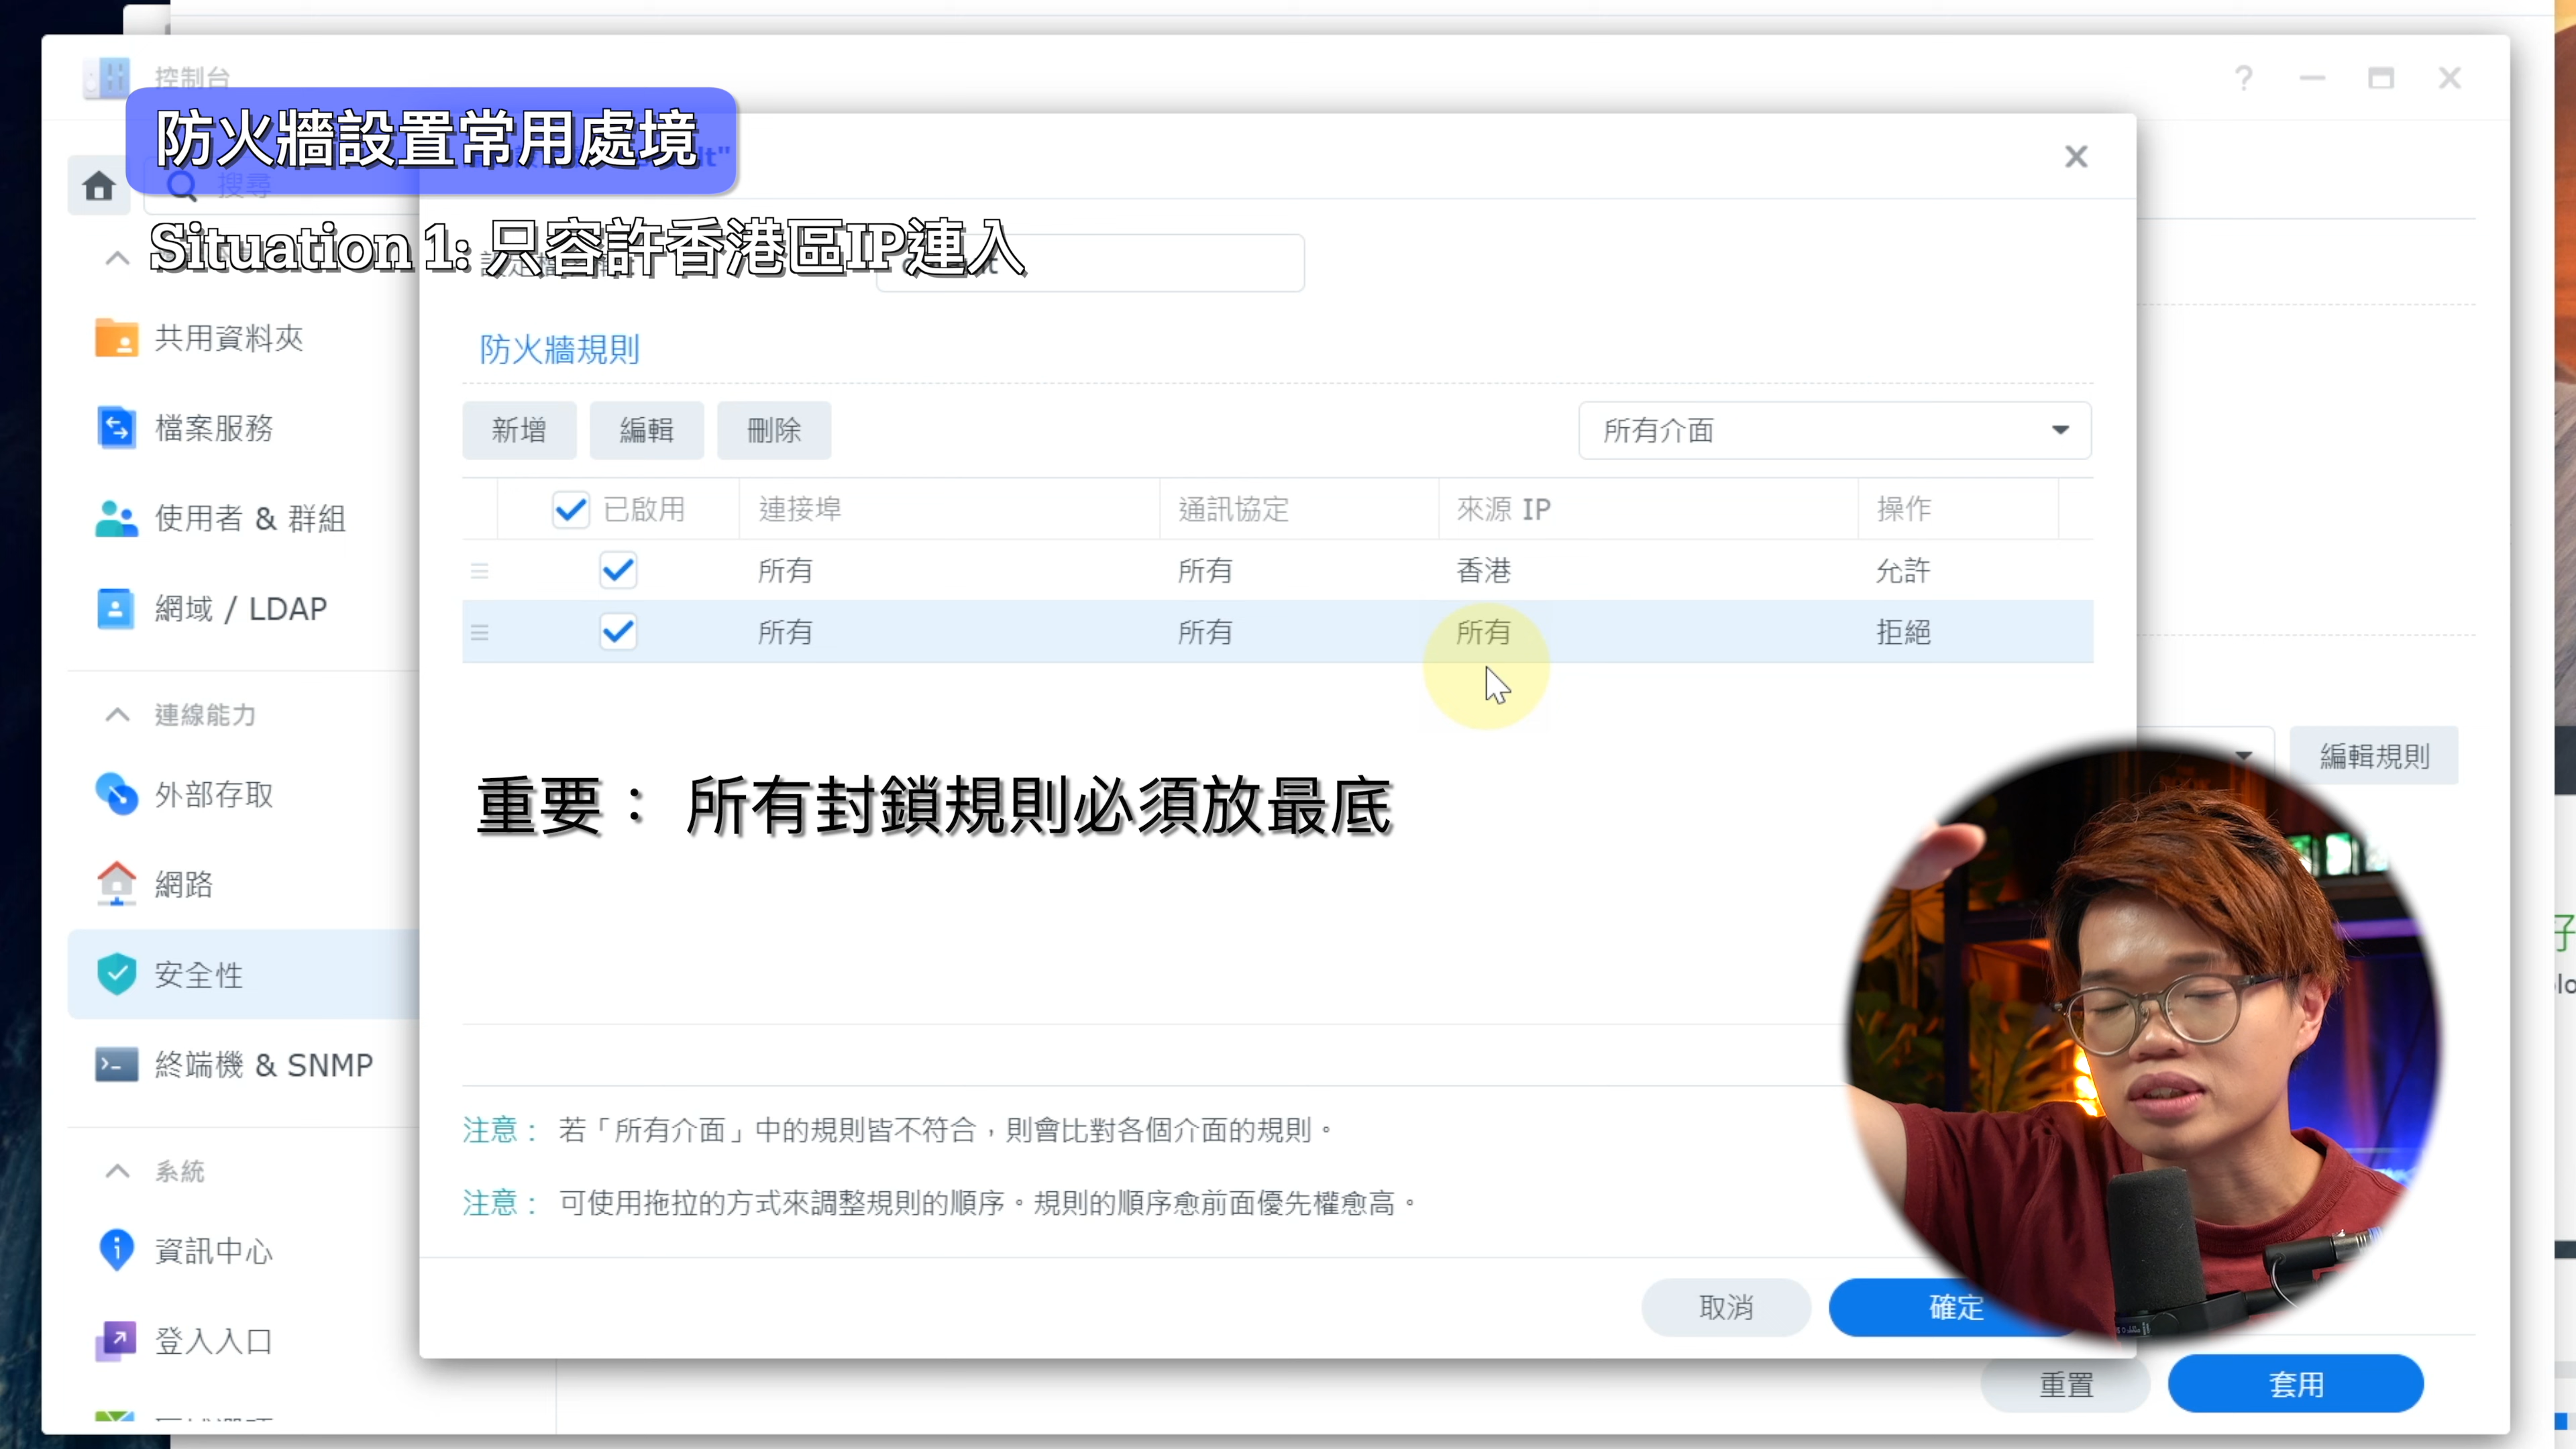 控制台
防火牆設置常用處境
搜尋
Situation 1: 只容許香港區IP連入
共用資料夾
檔案服務
使用者 & 群組
網域 / LDAP
連線能力
外部存取
網路
安全性
終端機 & SNMP
系統
資訊中心
登入入口
防火牆規則
新增 編輯 刪除 所有介面
已啟用 連接埠 通訊協定 來源 IP 操作
所有 所有 香港 允許
所有 所有 所有 拒絕
重要： 所有封鎖規則必須放最底
編輯規則
注意： 若「所有介面」中的規則皆不符合，則會比對各個介面的規則。
注意： 可使用拖拉的方式來調整規則的順序。規則的順序愈前面優先權愈高。
取消 確定
重置 套用